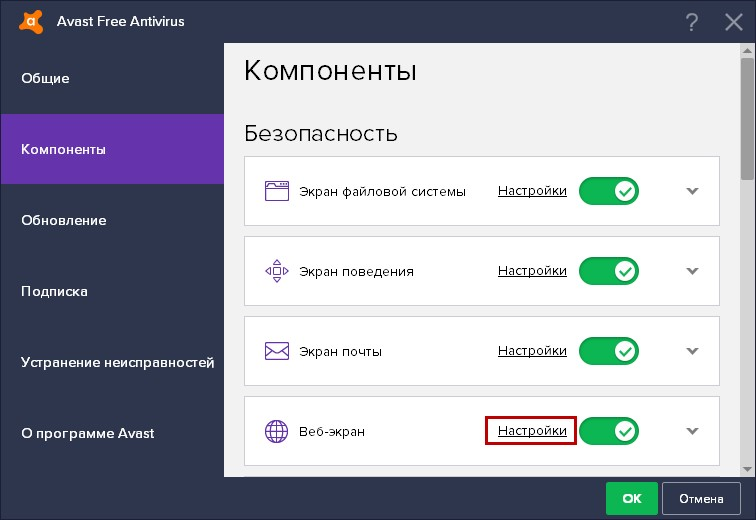 Avast Free Antivirus
?
Общие
Компоненты
Обновление
Подписка
Устранение неисправностей
О программе Avast
Компоненты
Безопасность
Экран файловой системы Настройки
Экран поведения Настройки
Экран почты Настройки
Веб-экран Настройки
ОК Отмена